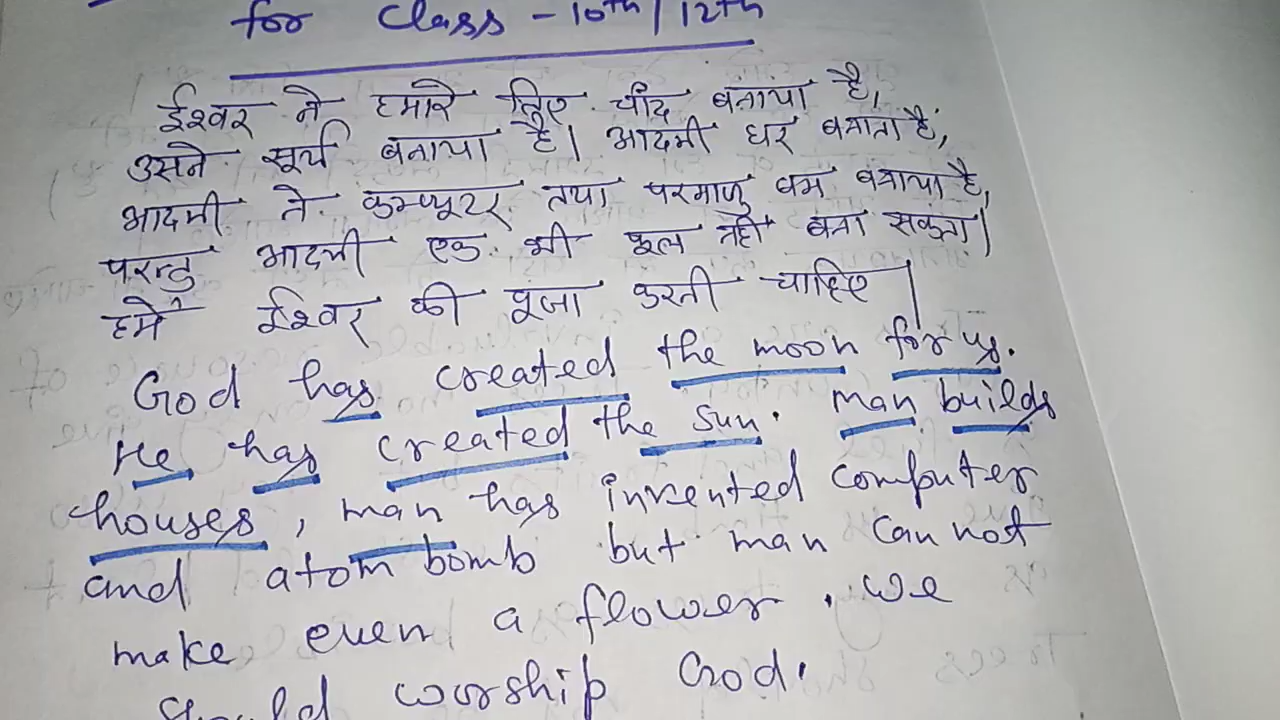 for Class - 10th/12th
ईश्वर ने हमारे लिए चाँद बनाया है,
उसने सूर्य बनाया है। आदमी घर बनाता है,
आदमी ने कम्प्यूटर तथा परमाणु बम बनाया है,
परन्तु आदमी एक भी फूल नहीं बना सकता।
हमें ईश्वर की पूजा करनी चाहिए।
God has created the moon for us.
He has created the sun. man builds
houses, man has invented computer
and atom bomb but man can not
make even a flower. we
should worship God.